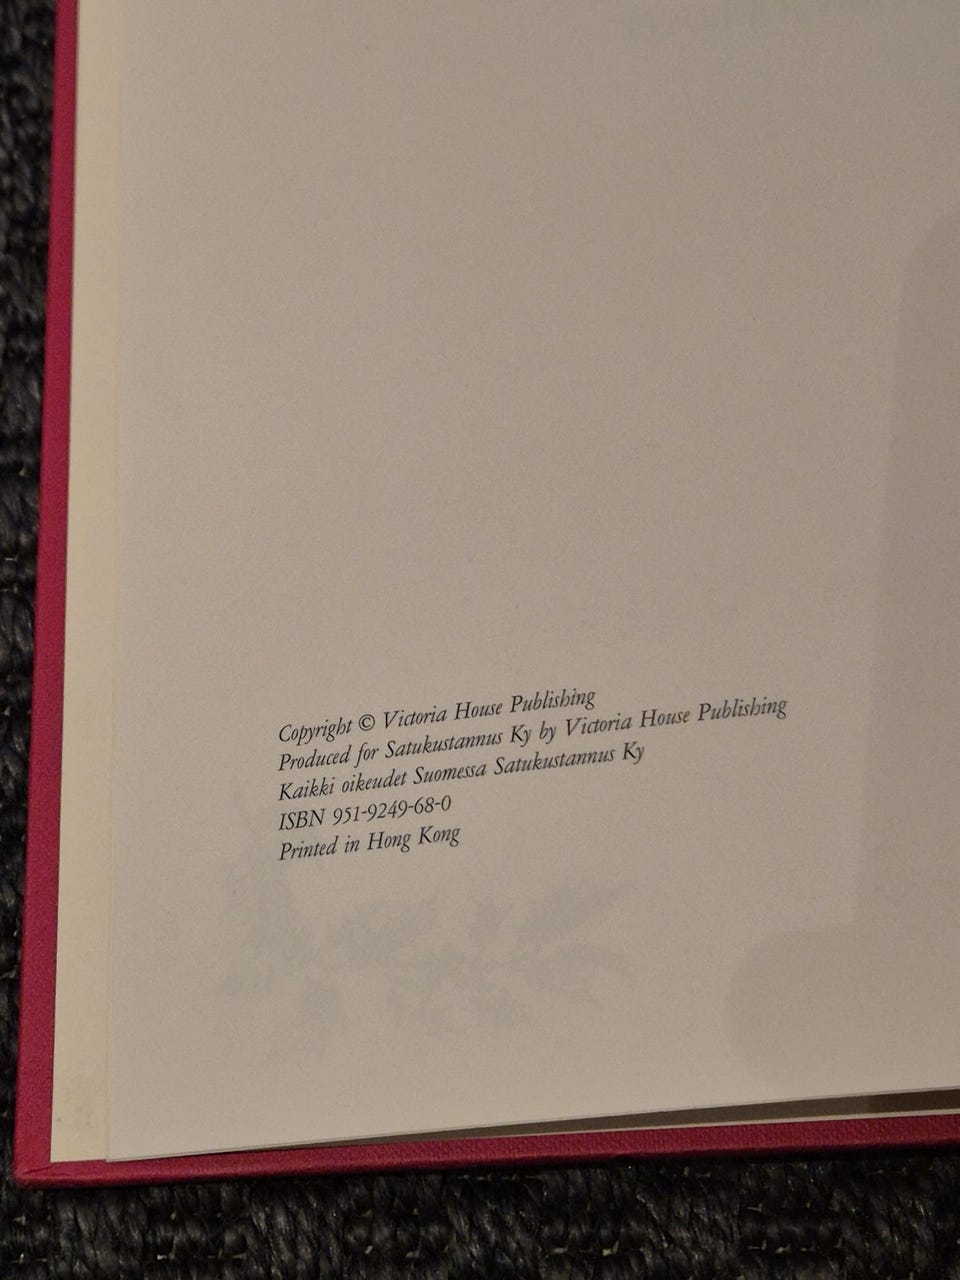 Copyright © Victoria House Publishing
Produced for Satukustannus Ky by Victoria House Publishing
Kaikki oikeudet Suomessa Satukustannus Ky
ISBN 951-9249-68-0
Printed in Hong Kong